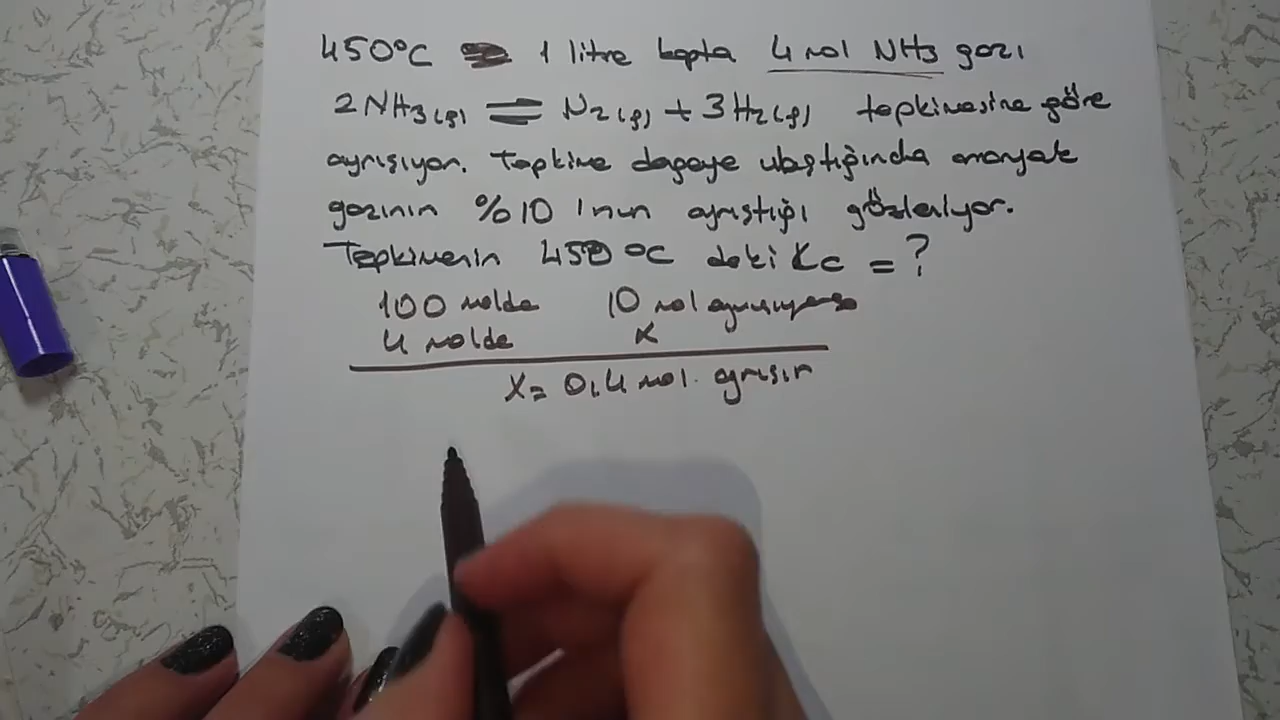 450°C 1 litre kapta 4 mol NH3 gazı
2NH3(g) ⇌ N2(g) + 3H2(g) tepkimesine göre
ayrışıyor. Tepkime dengeye ulaştığında amonyak
gazının %10 'nun ayrıştığı gözleniyor.
Tepkimenin 450 °C deki Kc = ?
100 molde 10 mol ayrışıyorsa
4 molde x
x = 0,4 mol. ayrışır